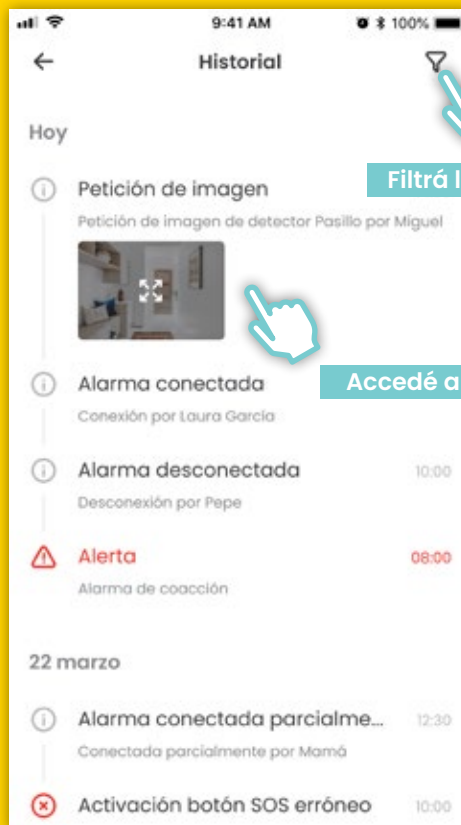 9:41 AM
100%
Historial
Hoy
Filtrá l
Petición de imagen
Petición de imagen de detector Pasillo por Miguel
Alarma conectada
Accedé a
Conexión por Laura García
Alarma desconectada 10:00
Desconexión por Pepe
Alerta 08:00
Alarma de coacción
22 marzo
Alarma conectada parcialme... 12:30
Conectada parcialmente por Mamá
Activación botón SOS erróneo 10:00